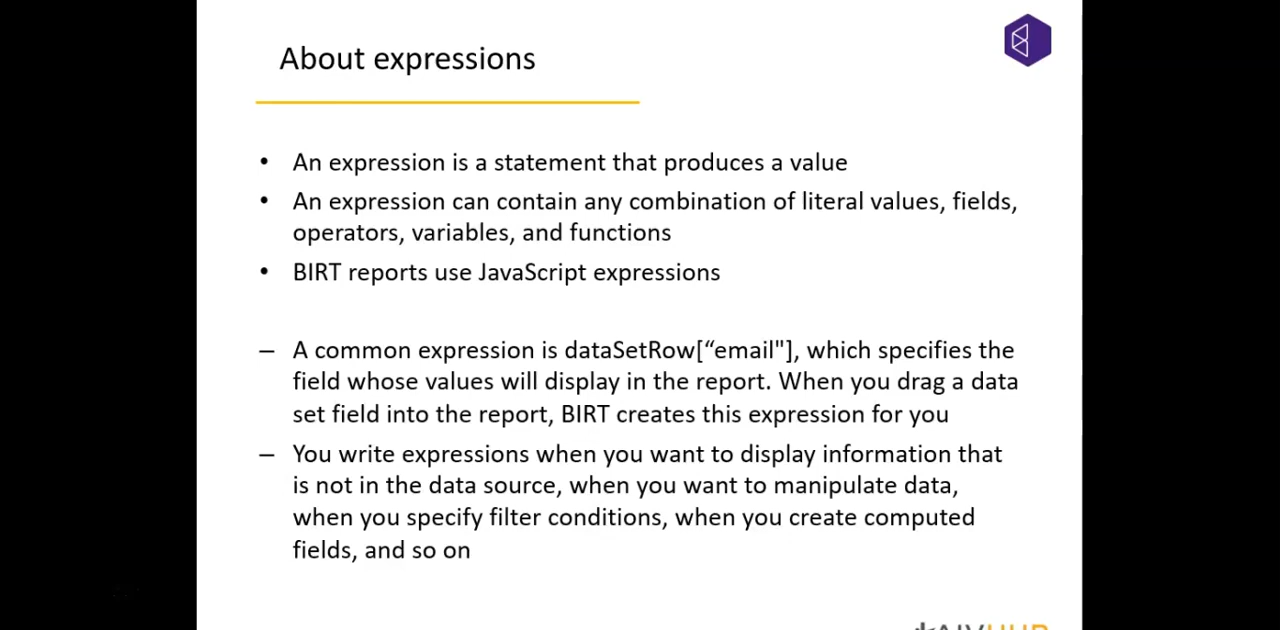 About expressions
• An expression is a statement that produces a value
• An expression can contain any combination of literal values, fields,
operators, variables, and functions
• BIRT reports use JavaScript expressions
– A common expression is dataSetRow[“email"], which specifies the
field whose values will display in the report. When you drag a data
set field into the report, BIRT creates this expression for you
– You write expressions when you want to display information that
is not in the data source, when you want to manipulate data,
when you specify filter conditions, when you create computed
fields, and so on